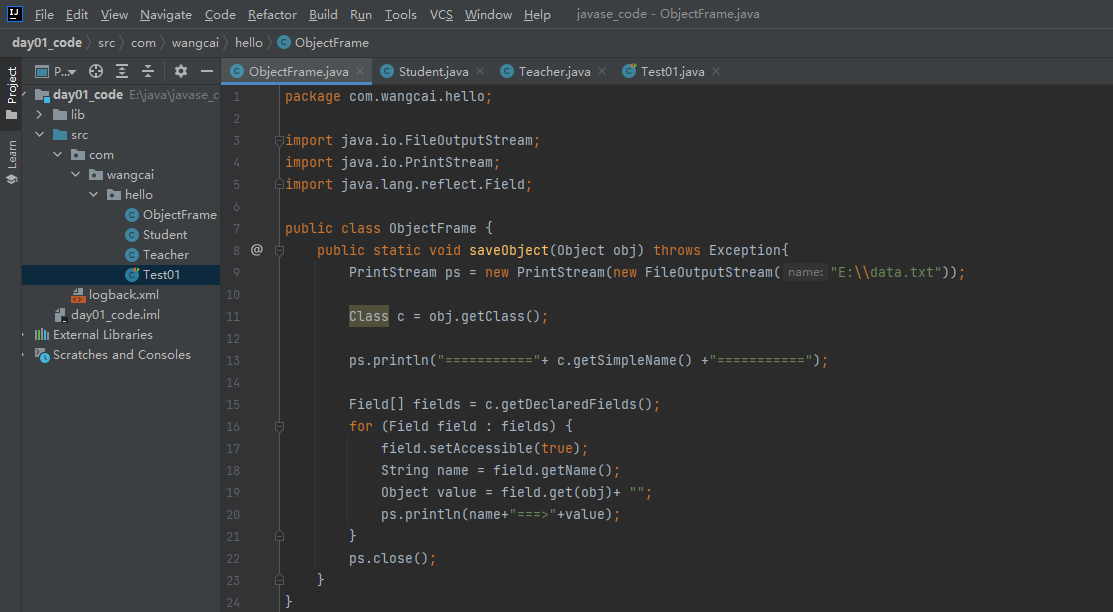 IJ File Edit View Navigate Code Refactor Build Run Tools VCS Window Help javase_code - ObjectFrame.java
day01_code src com wangcai hello C ObjectFrame
Project
Learn
P...
C ObjectFrame.java C Student.java C Teacher.java C Test01.java
day01_code E:\java\javase_c
lib
src
com
wangcai
hello
C ObjectFrame
C Student
C Teacher
C Test01
logback.xml
day01_code.iml
External Libraries
Scratches and Consoles
1 package com.wangcai.hello;
2
3 import java.io.FileOutputStream;
4 import java.io.PrintStream;
5 import java.lang.reflect.Field;
6
7 public class ObjectFrame {
8 @ public static void saveObject(Object obj) throws Exception{
9 PrintStream ps = new PrintStream(new FileOutputStream( name: "E:\\data.txt"));
10
11 Class c = obj.getClass();
12
13 ps.println("==========="+ c.getSimpleName() +"===========");
14
15 Field[] fields = c.getDeclaredFields();
16 for (Field field : fields) {
17 field.setAccessible(true);
18 String name = field.getName();
19 Object value = field.get(obj)+ "";
20 ps.println(name+"===>"+value);
21 }
22 ps.close();
23 }
24 }